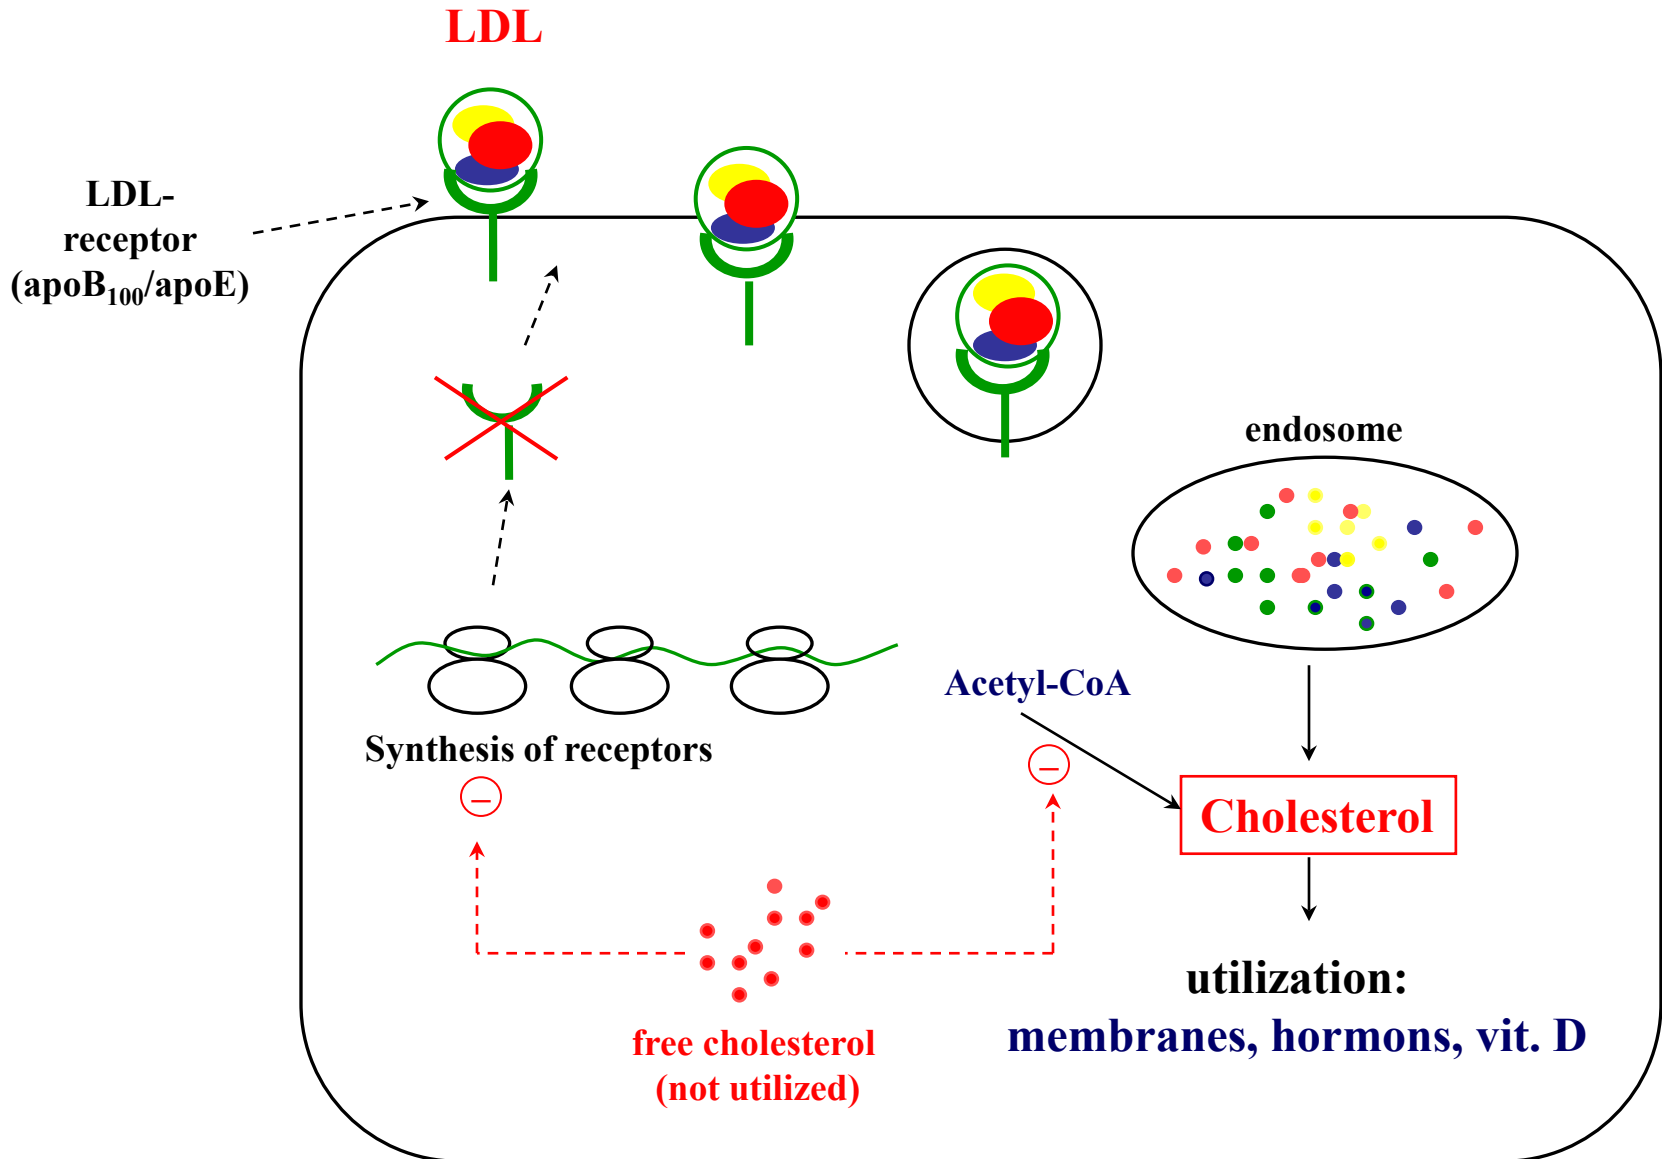 LDL
LDL-
receptor
(apoB₁₀₀/apoE)
endosome
Acetyl-CoA
Synthesis of receptors
–
–
Cholesterol
utilization:
membranes, hormons, vit. D
free cholesterol
(not utilized)